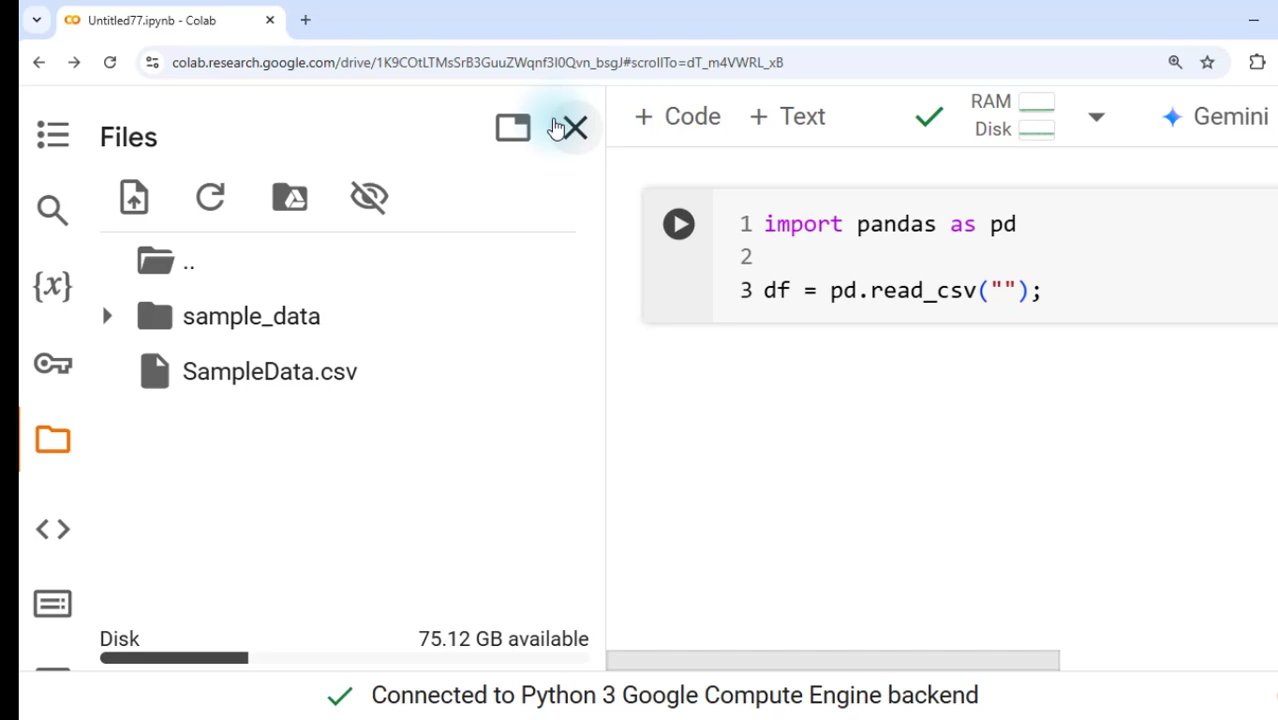 Untitled77.ipynb - Colab
colab.research.google.com/drive/1K9COtLTMsSrB3GuuZWqnf3I0Qvn_bsgJ#scrollTo=dT_m4VWRL_xB
Files
+ Code + Text
RAM
Disk
Gemini
{x}
..
sample_data
SampleData.csv
1 import pandas as pd
2
3 df = pd.read_csv("");
Disk 75.12 GB available
Connected to Python 3 Google Compute Engine backend